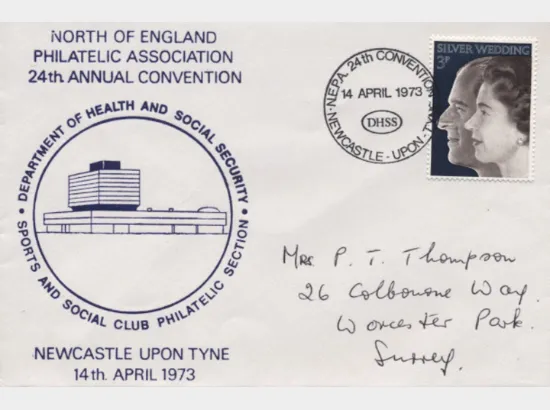 NORTH OF ENGLAND
PHILATELIC ASSOCIATION
24th ANNUAL CONVENTION
• DEPARTMENT OF HEALTH AND SOCIAL SECURITY •
SPORTS AND SOCIAL CLUB PHILATELIC SECTION
NEWCASTLE UPON TYNE
14th. APRIL 1973
N.E.P.A. 24th CONVENTION
14 APRIL 1973
DHSS
NEWCASTLE - UPON - TYNE
SILVER WEDDING
3P
Mrs P. T. Thompson
26 Colbourne Way.
Worcester Park.
Surrey.